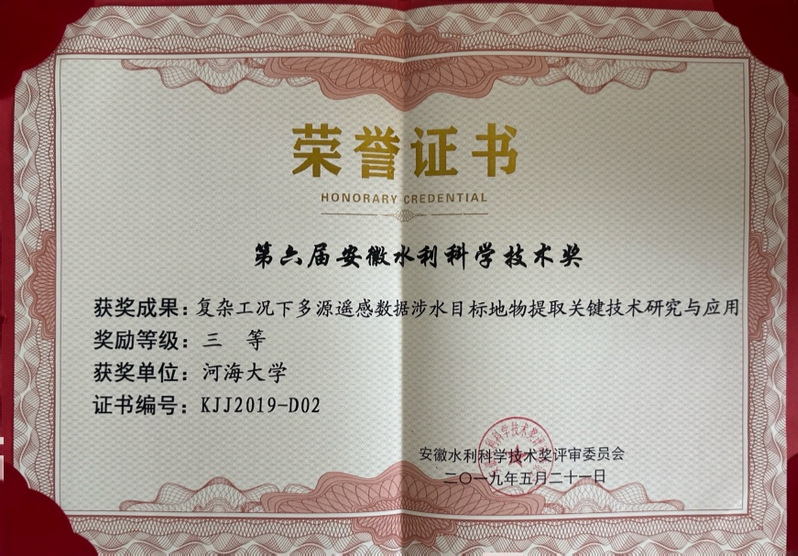 荣誉证书
HONORARY CREDENTIAL
第六届安徽水利科学技术奖
获奖成果：复杂工况下多源遥感数据涉水目标地物提取关键技术研究与应用
奖励等级：三 等
获奖单位：河海大学
证书编号：KJJ2019-D02
安徽水利科学技术奖评审委员会
二〇一九年五月二十一日